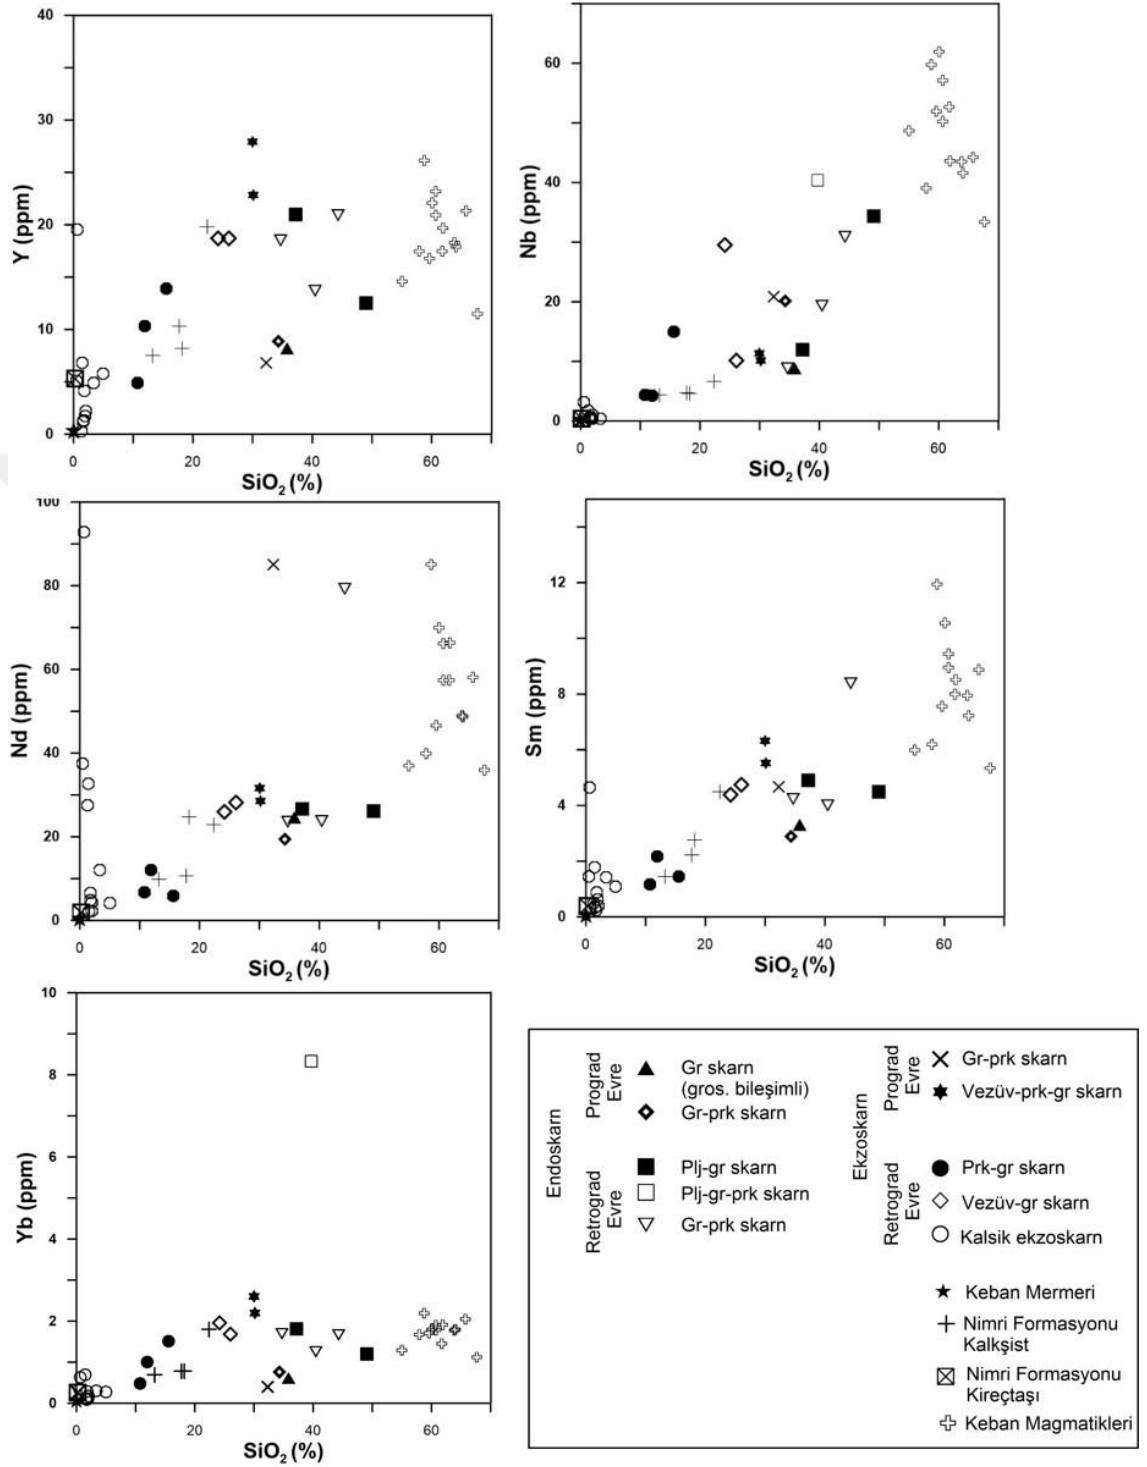 40
30
20
10
0
Y (ppm)
0 20 40 60
SiO2 (%)
60
40
20
0
Nb (ppm)
0 20 40 60
SiO2 (%)
100
80
60
40
20
0
Nd (ppm)
0 20 40 60
SiO2 (%)
12
8
4
0
Sm (ppm)
0 20 40 60
SiO2 (%)
10
8
6
4
2
0
Yb (ppm)
0 20 40 60
SiO2 (%)
Endoskarn
Prograd
Evre
Gr skarn
(gros. bileşimli)
Gr-prk skarn
Retrograd
Evre
Plj-gr skarn
Plj-gr-prk skarn
Gr-prk skarn
Ekzoskarn
Prograd
Evre
Gr-prk skarn
Vezüv-prk-gr skarn
Retrograd
Evre
Prk-gr skarn
Vezüv-gr skarn
Kalsik ekzoskarn
Keban Mermeri
Nimri Formasyonu
Kalkşist
Nimri Formasyonu
Kireçtaşı
Keban Magmatikleri